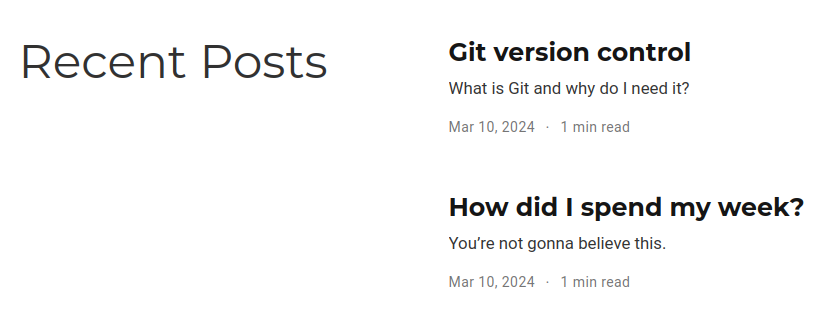 Recent Posts
Git version control
What is Git and why do I need it?
Mar 10, 2024 · 1 min read
How did I spend my week?
You’re not gonna believe this.
Mar 10, 2024 · 1 min read